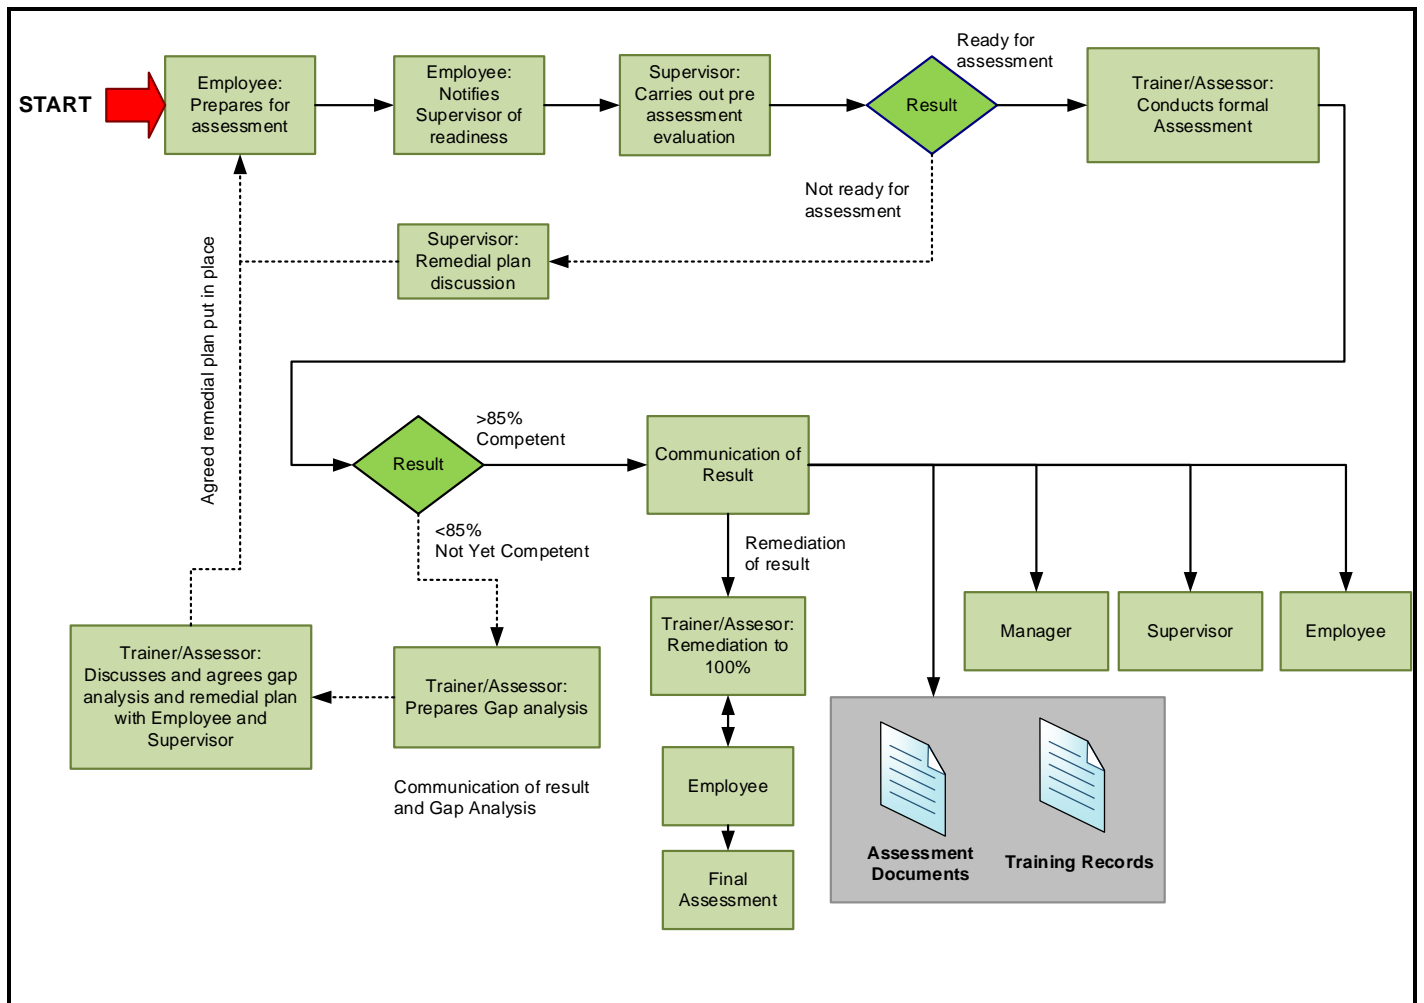 START
Employee:
Prepares for
assessment
Employee:
Notifies
Supervisor of
readiness
Supervisor:
Carries out pre
assessment
evaluation
Result
Ready for
assessment
Trainer/Assessor:
Conducts formal
Assessment
Not ready for
assessment
Supervisor:
Remedial plan
discussion
Agreed remedial plan put in place
Result
>85%
Competent
Communication of
Result
<85%
Not Yet Competent
Remediation
of result
Trainer/Assesor:
Remediation to
100%
Manager
Supervisor
Employee
Trainer/Assessor:
Discusses and agrees gap
analysis and remedial plan
with Employee and
Supervisor
Trainer/Assessor:
Prepares Gap analysis
Communication of result
and Gap Analysis
Employee
Final
Assessment
Assessment
Documents
Training Records